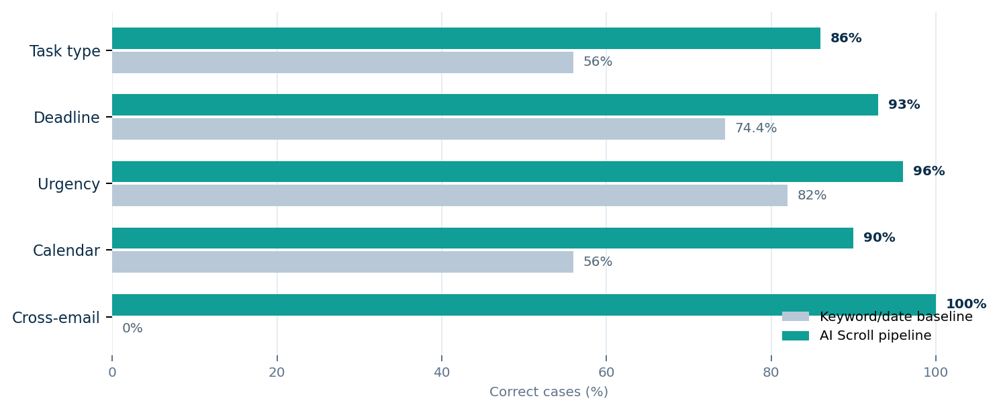 86%
Task type
56%
93%
Deadline
74.4%
96%
Urgency
82%
90%
Calendar
56%
100%
Cross-email
0%
Keyword/date baseline
AI Scroll pipeline
0 20 40 60 80 100
Correct cases (%)